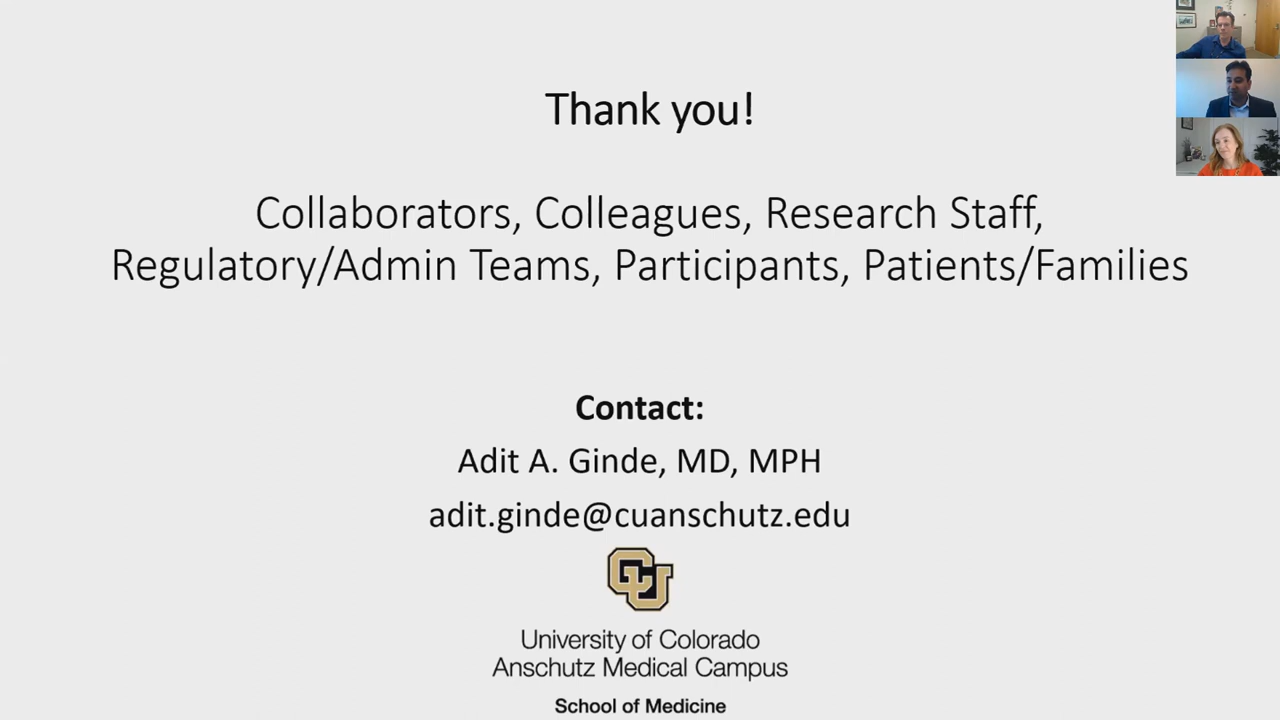 Thank you!
Collaborators, Colleagues, Research Staff,
Regulatory/Admin Teams, Participants, Patients/Families
Contact:
Adit A. Ginde, MD, MPH
adit.ginde@cuanschutz.edu
CU
University of Colorado
Anschutz Medical Campus
School of Medicine